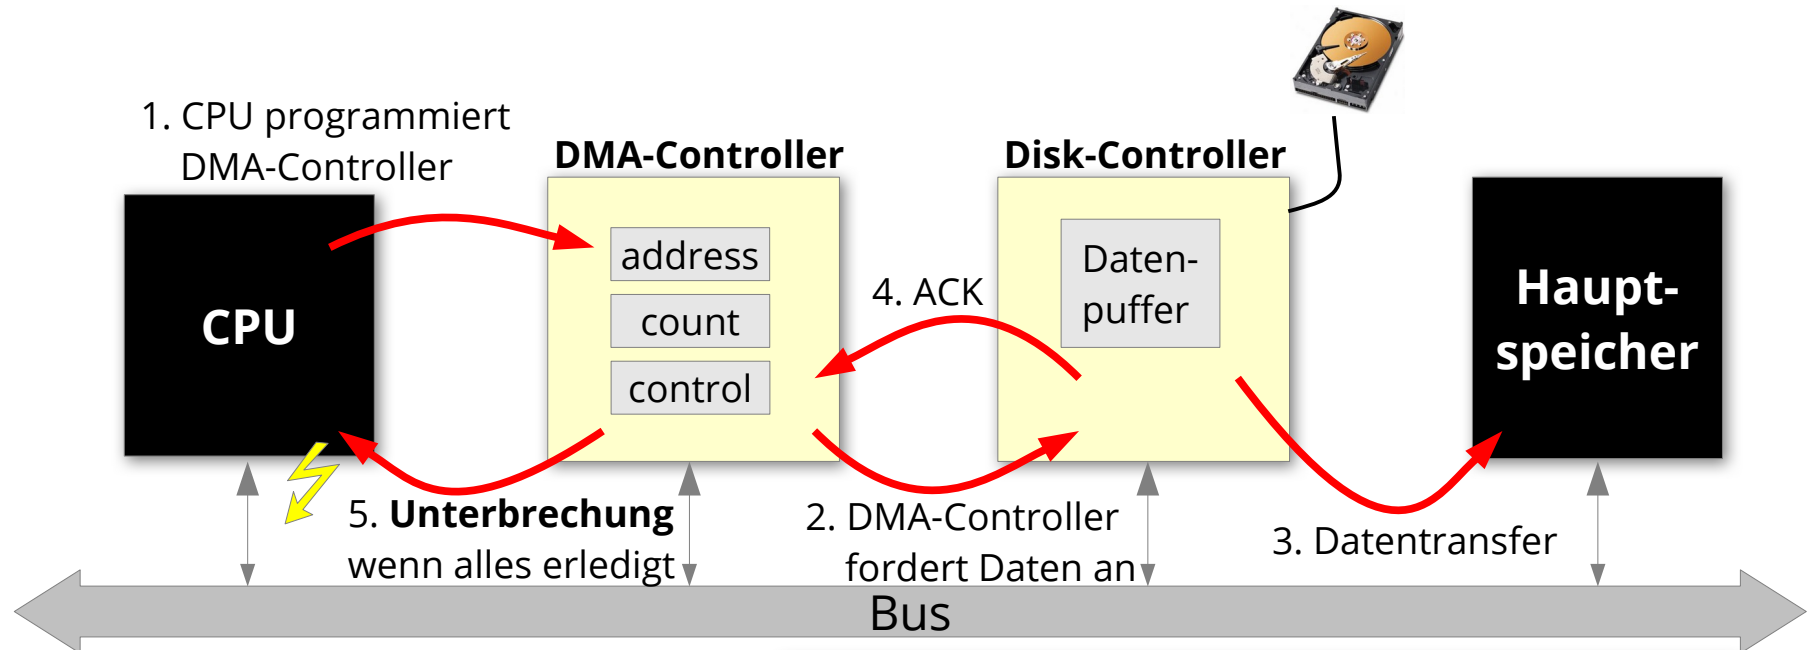 1. CPU programmiert
DMA-Controller
DMA-Controller
Disk-Controller
CPU
address
count
control
4. ACK
Daten-
puffer
Haupt-
speicher
5. Unterbrechung
wenn alles erledigt
2. DMA-Controller
fordert Daten an
3. Datentransfer
Bus